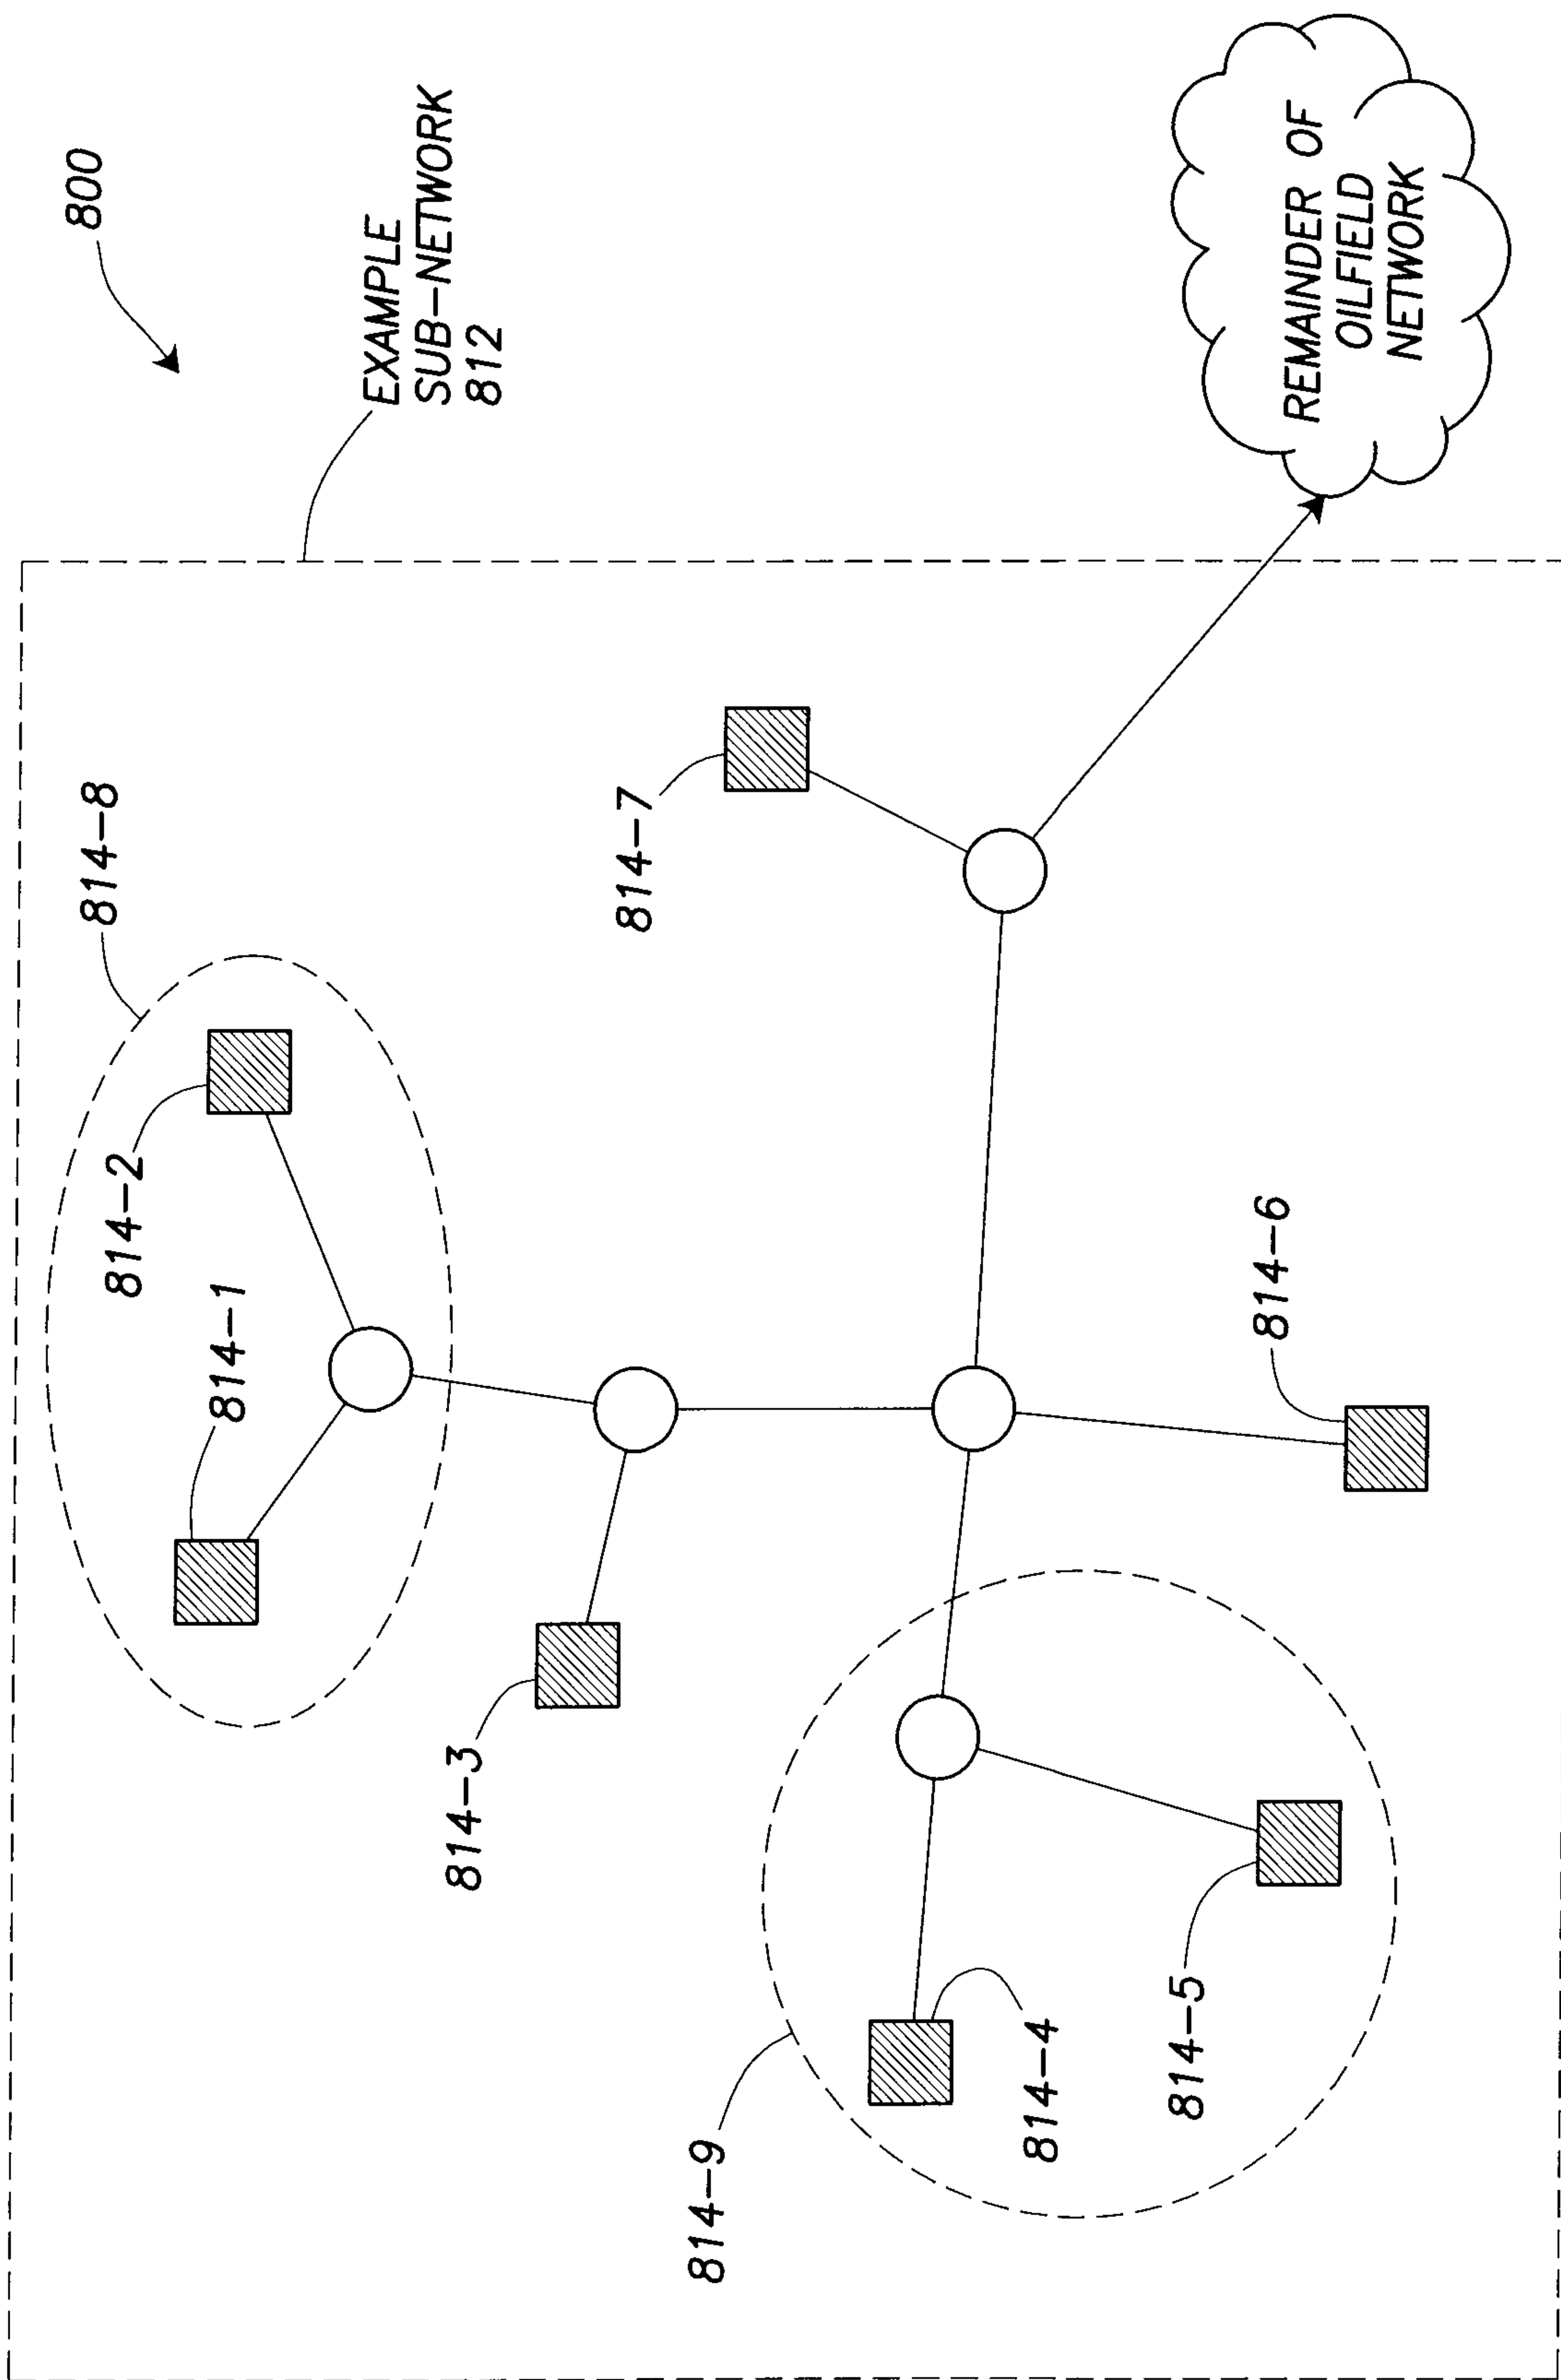 800
EXAMPLE
SUB-NETWORK
812
814-8
814-2
814-1
814-7
814-3
814-6
814-9
814-4
814-5
REMAINDER OF
OILFIELD
NETWORK